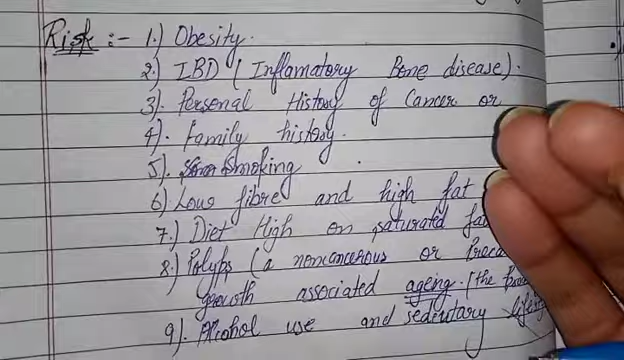 Risk :- 1.) Obesity.
2.) IBD ( Inflamatory Bone disease).
3). Personal History of Cancer or
4). Family history.
5). Smoking
6.) Low fibre and high fat
7.) Diet High on saturated
8.) Polyps (a noncancerous or
growth associated ageing. (the
9). Alcohol use and sedentary